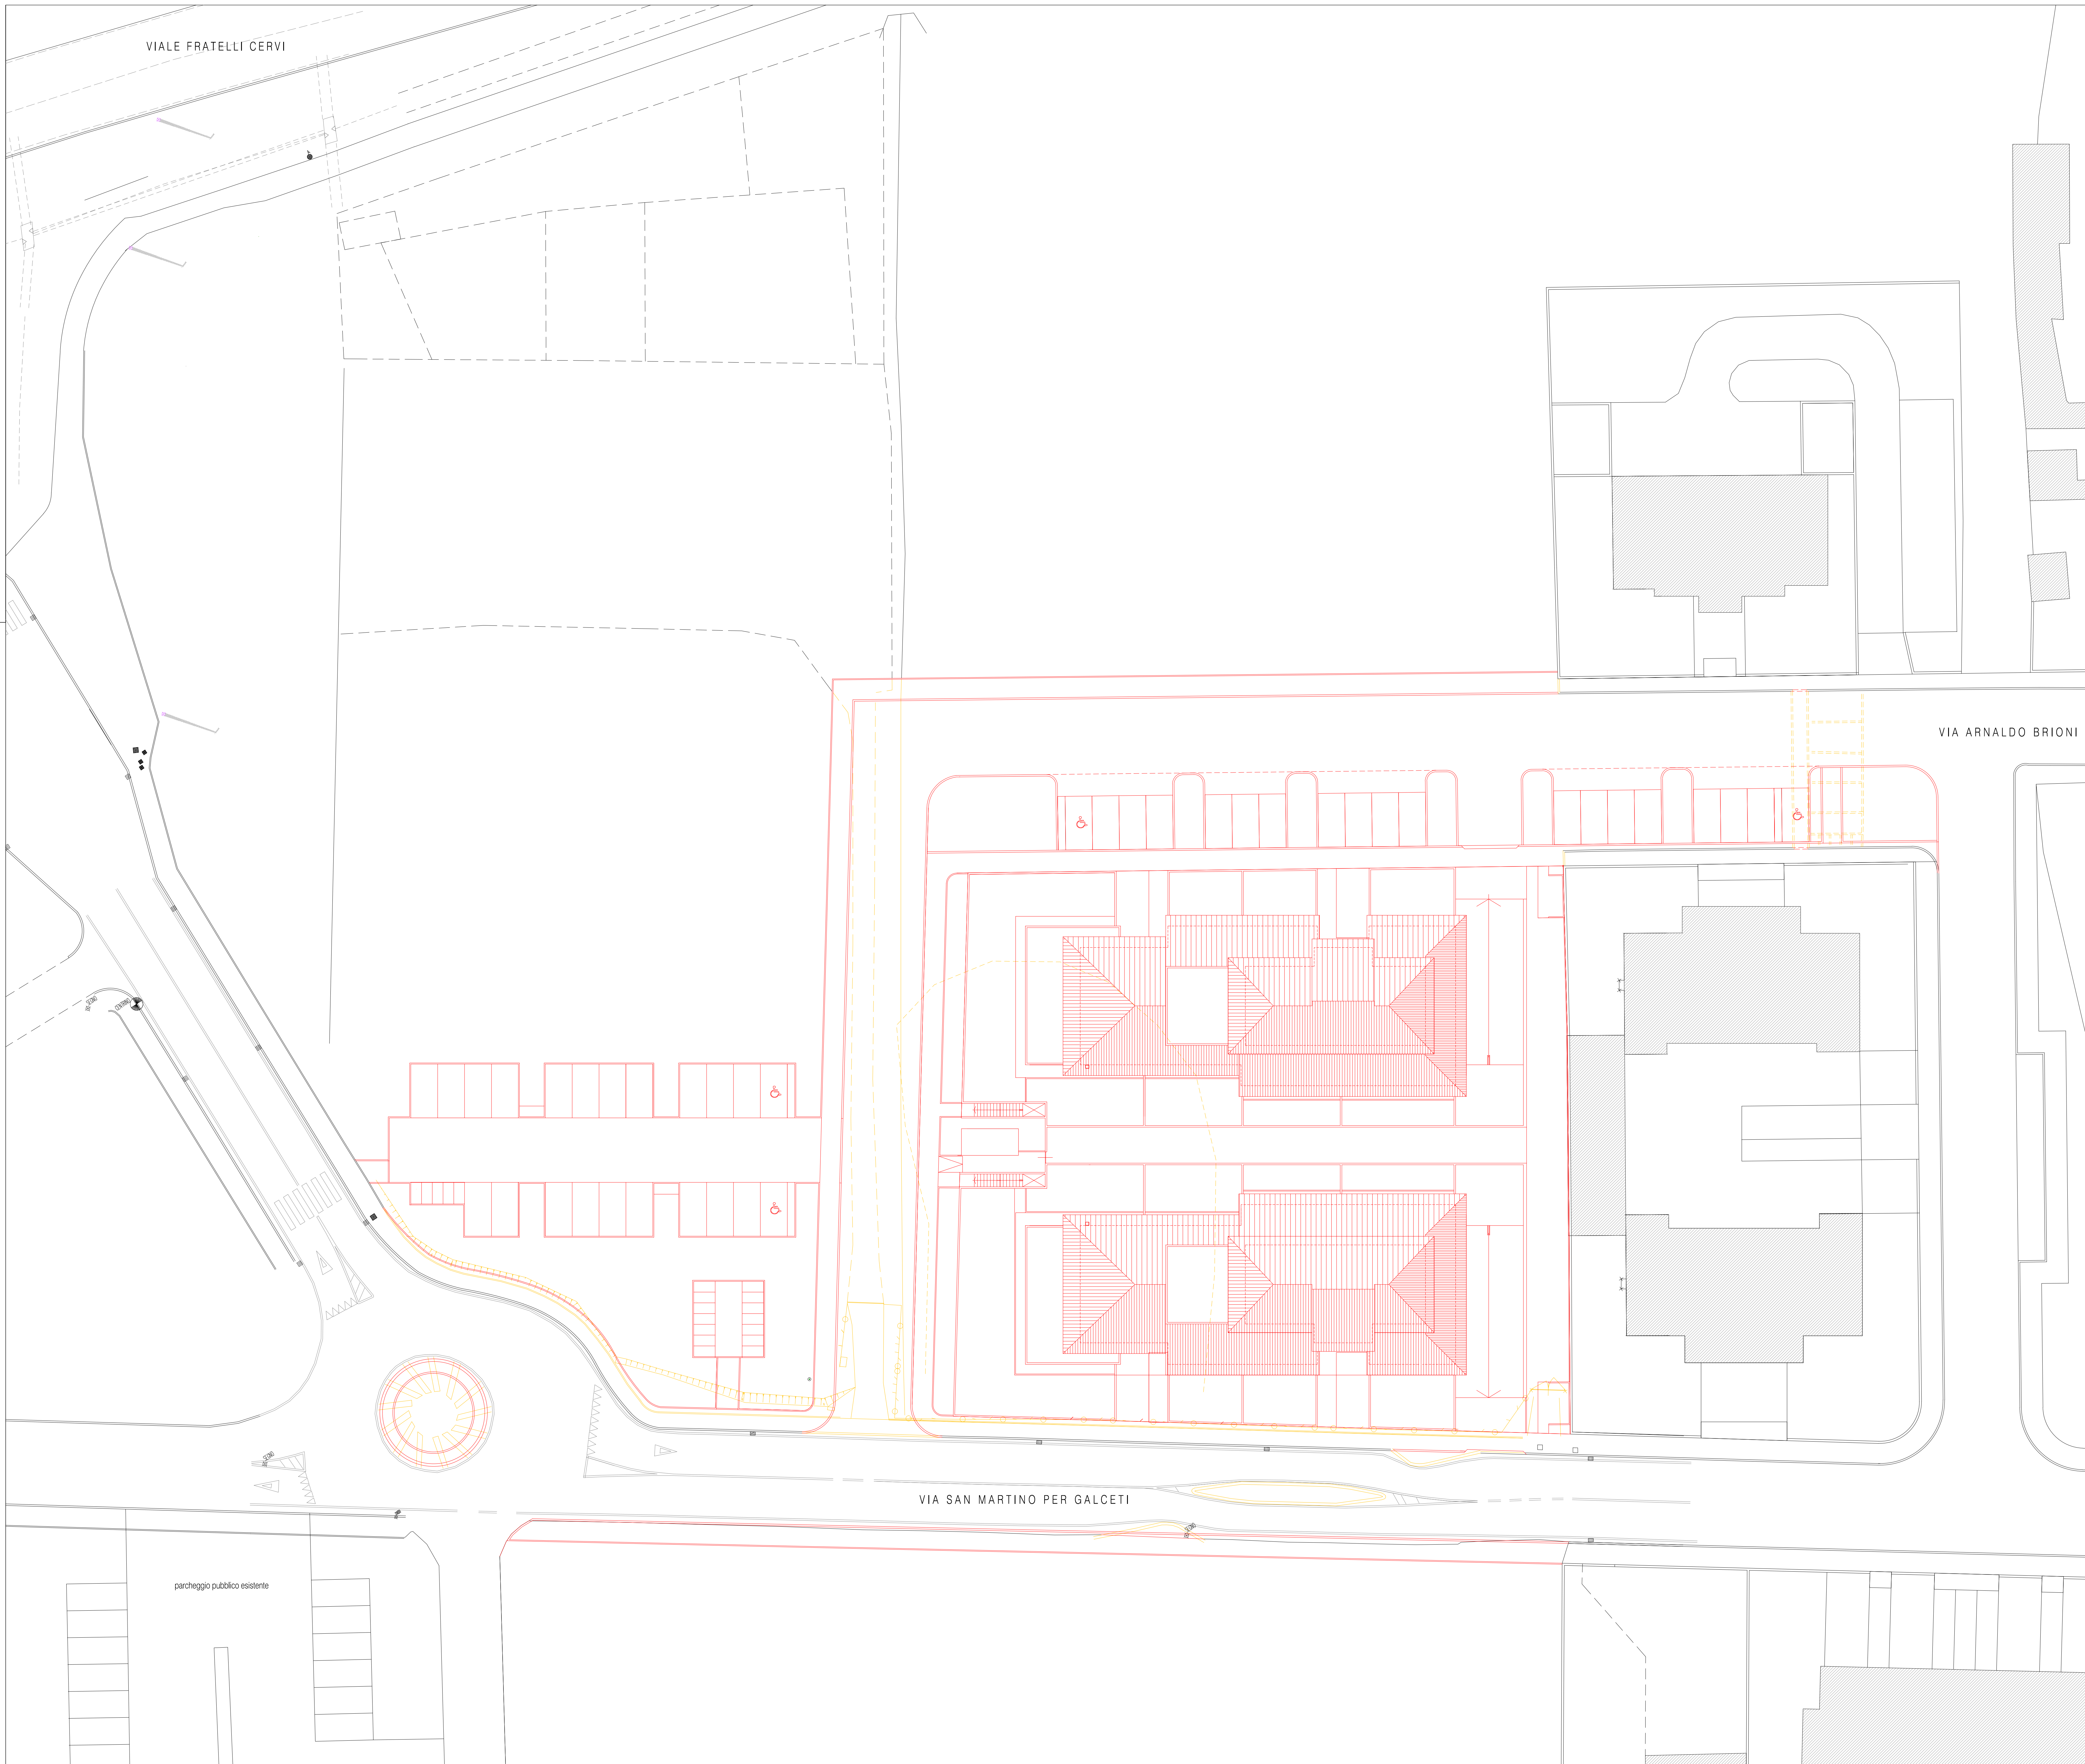 VIALE FRATELLI CERVI
VIA ARNALDO BRIONI
VIA SAN MARTINO PER GALCETI
parcheggio pubblico esistente